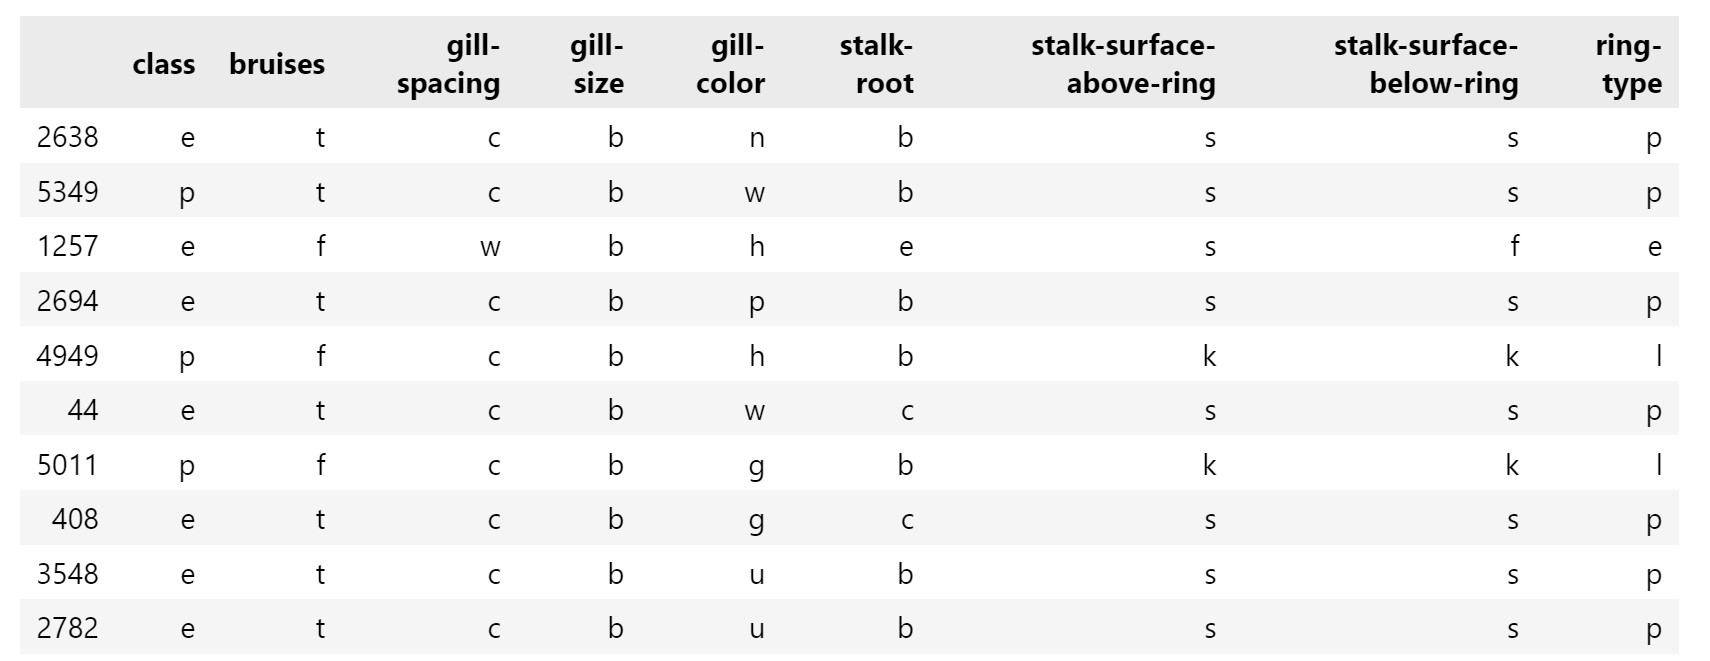 class bruises gill-spacing gill-size gill-color stalk-root stalk-surface-above-ring stalk-surface-below-ring ring-type
2638 e t c b n b s s p
5349 p t c b w b s s p
1257 e f w b h e s f e
2694 e t c b p b s s p
4949 p f c b h b k k l
44 e t c b w c s s p
5011 p f c b g b k k l
408 e t c b g c s s p
3548 e t c b u b s s p
2782 e t c b u b s s p